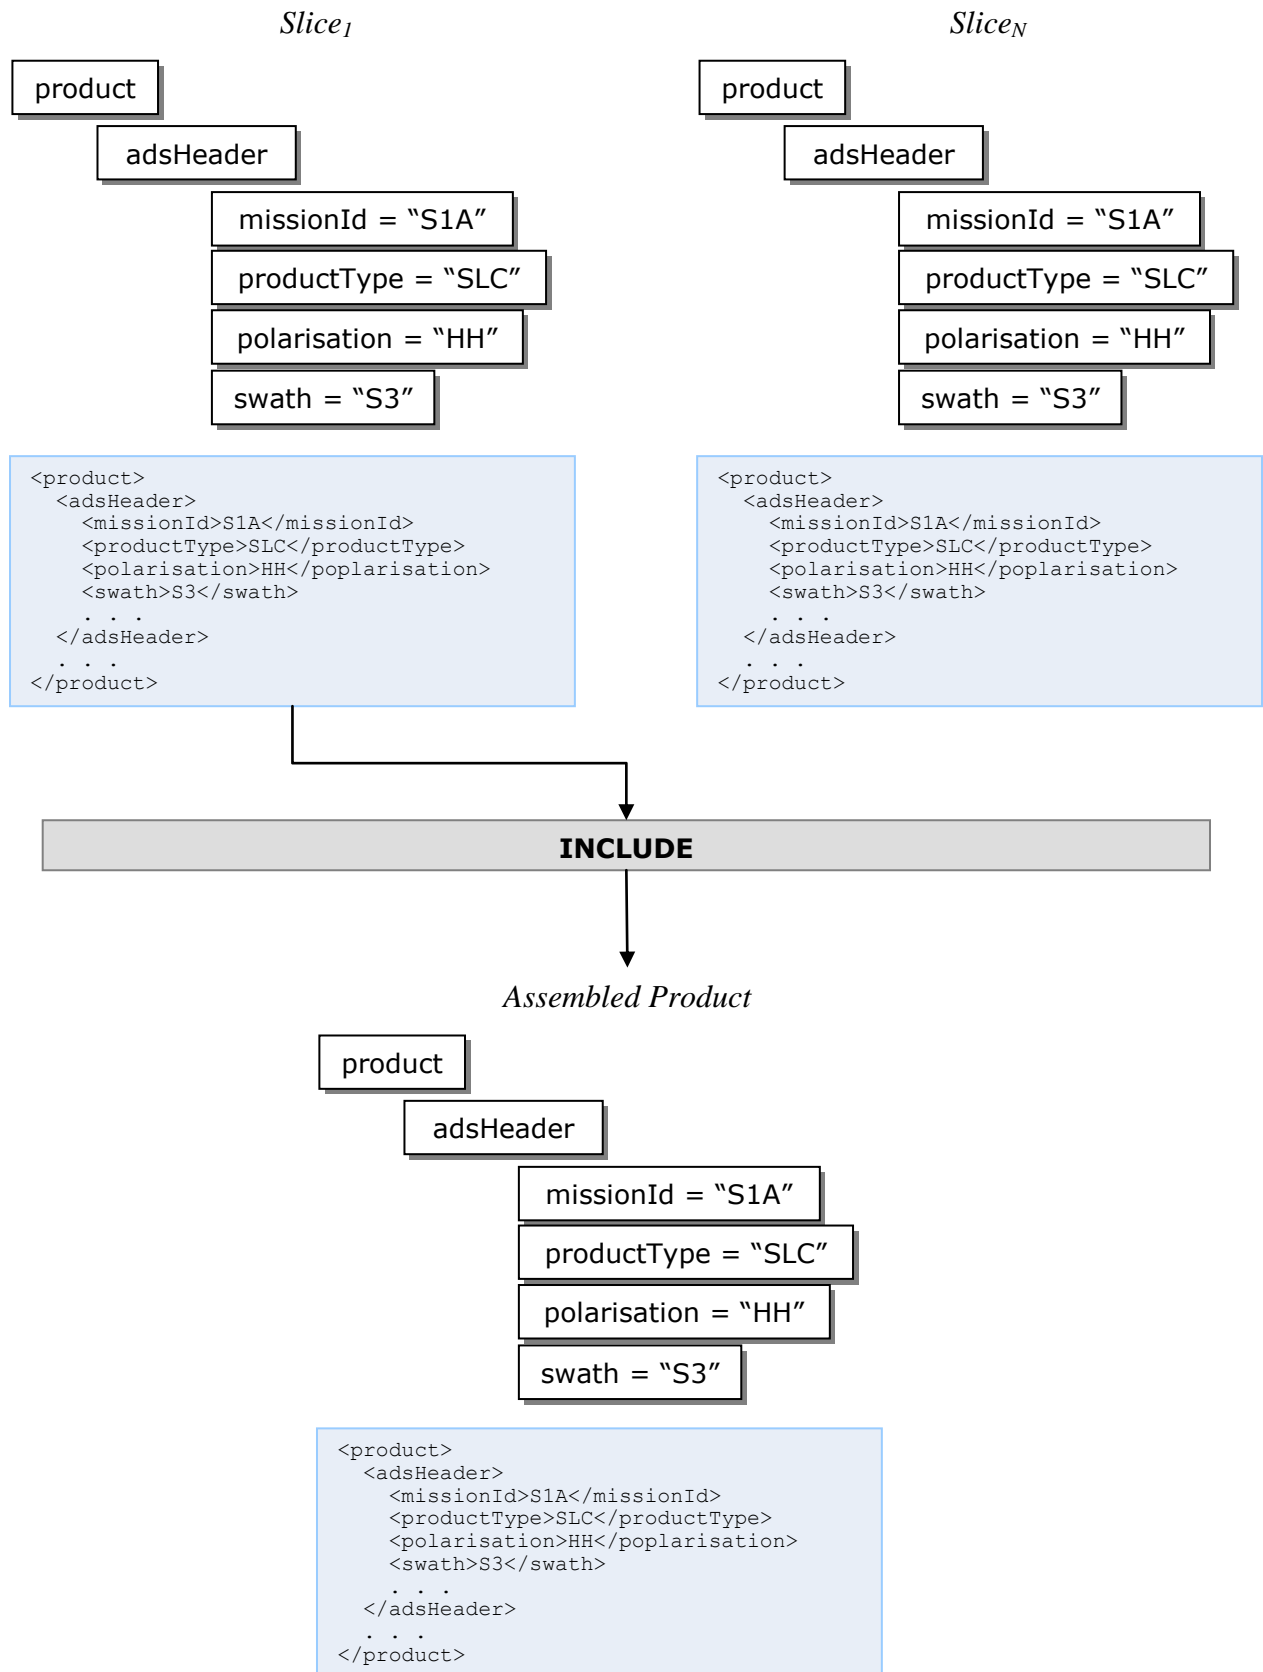 Slice1
product
adsHeader
missionId = “S1A”
productType = “SLC”
polarisation = “HH”
swath = “S3”
<product>
  <adsHeader>
    <missionId>S1A</missionId>
    <productType>SLC</productType>
    <polarisation>HH</poplarisation>
    <swath>S3</swath>
    . . .
  </adsHeader>
  . . .
</product>
SliceN
product
adsHeader
missionId = “S1A”
productType = “SLC”
polarisation = “HH”
swath = “S3”
<product>
  <adsHeader>
    <missionId>S1A</missionId>
    <productType>SLC</productType>
    <polarisation>HH</poplarisation>
    <swath>S3</swath>
    . . .
  </adsHeader>
  . . .
</product>
INCLUDE
Assembled Product
product
adsHeader
missionId = “S1A”
productType = “SLC”
polarisation = “HH”
swath = “S3”
<product>
  <adsHeader>
    <missionId>S1A</missionId>
    <productType>SLC</productType>
    <polarisation>HH</poplarisation>
    <swath>S3</swath>
    . . .
  </adsHeader>
  . . .
</product>